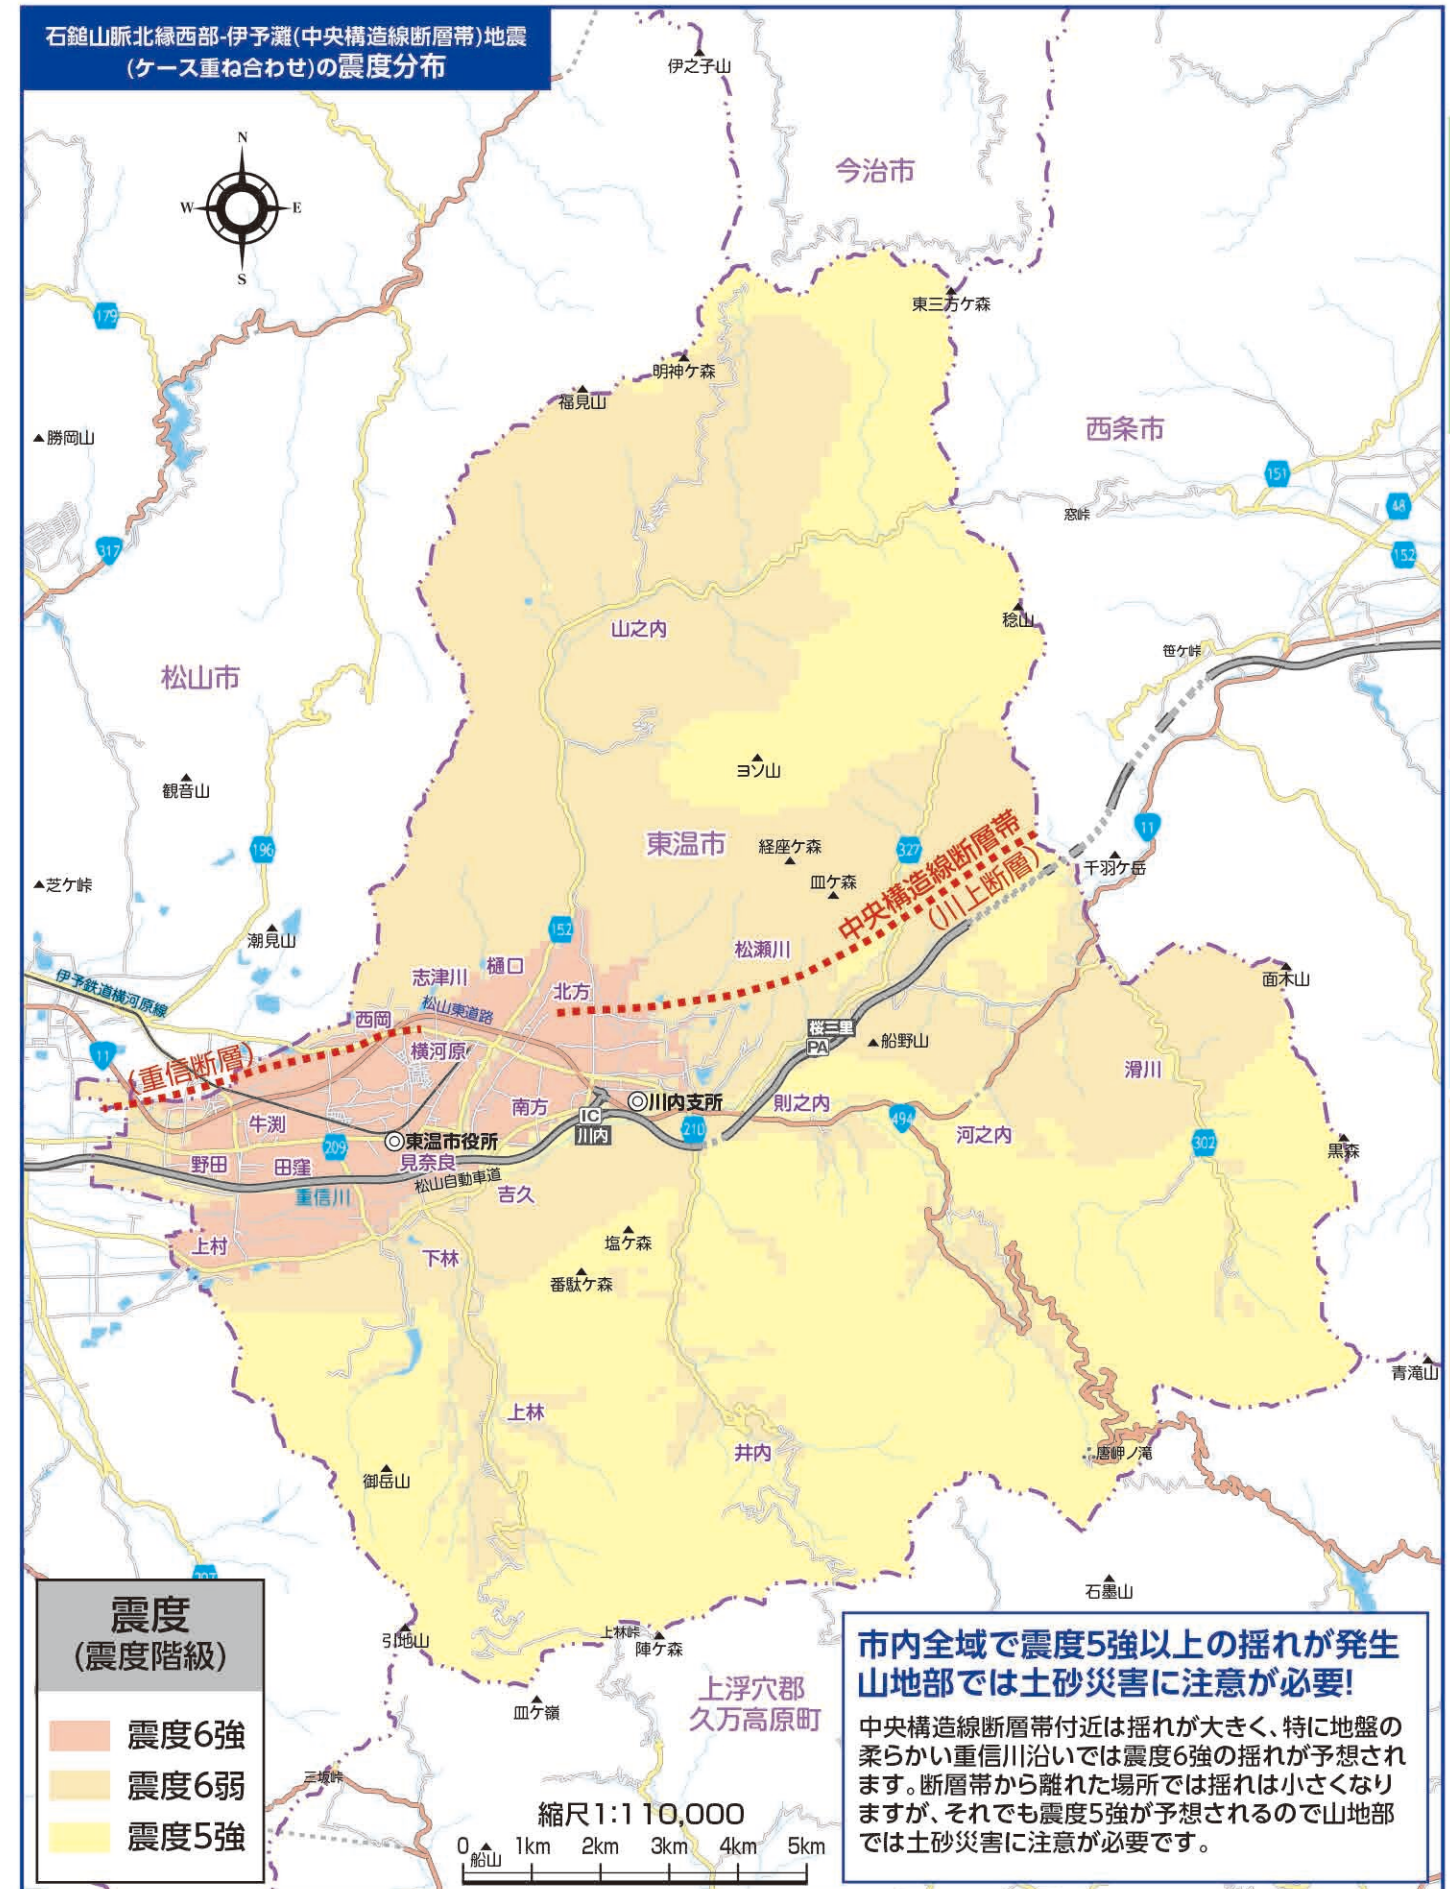 石鎚山脈北縁西部-伊予灘(中央構造線断層帯)地震
(ケース重ね合わせ)の震度分布
伊之子山
今治市
N
W
E
S
東三方ケ森
179
明神ケ森
福見山
勝岡山
西条市
151
48
窓峠
317
152
稔山
山之内
笹ケ峠
松山市
ヨソ山
観音山
東温市
経座ケ森
327
中央構造線断層帯
(川上断層)
11
196
千羽ケ岳
皿ケ森
芝ケ峠
152
潮見山
松瀬川
樋口
志津川
面木山
伊予鉄道横河原線
北方
松山東道路
西岡
桜三里
PA
船野山
横河原
11
(重信断層)
滑川
川内支所
則之内
南方
IC
川内
牛渕
210
494
河之内
東温市役所
209
302
黒森
野田
田窪
見奈良
松山自動車道
重信川
吉久
塩ケ森
上村
下林
番駄ケ森
青滝山
上林
井内
唐岬ノ滝
御岳山
石墨山
引地山
上林峠
陣ケ森
皿ケ嶺
上浮穴郡
久万高原町
三坂峠
震度
(震度階級)
震度6強
震度6弱
震度5強
縮尺1:110,000
0
1km
2km
3km
4km
5km
船山
市内全域で震度5強以上の揺れが発生
山地部では土砂災害に注意が必要!
中央構造線断層帯付近は揺れが大きく、特に地盤の
柔らかい重信川沿いでは震度6強の揺れが予想され
ます。断層帯から離れた場所では揺れは小さくなり
ますが、それでも震度5強が予想されるので山地部
では土砂災害に注意が必要です。